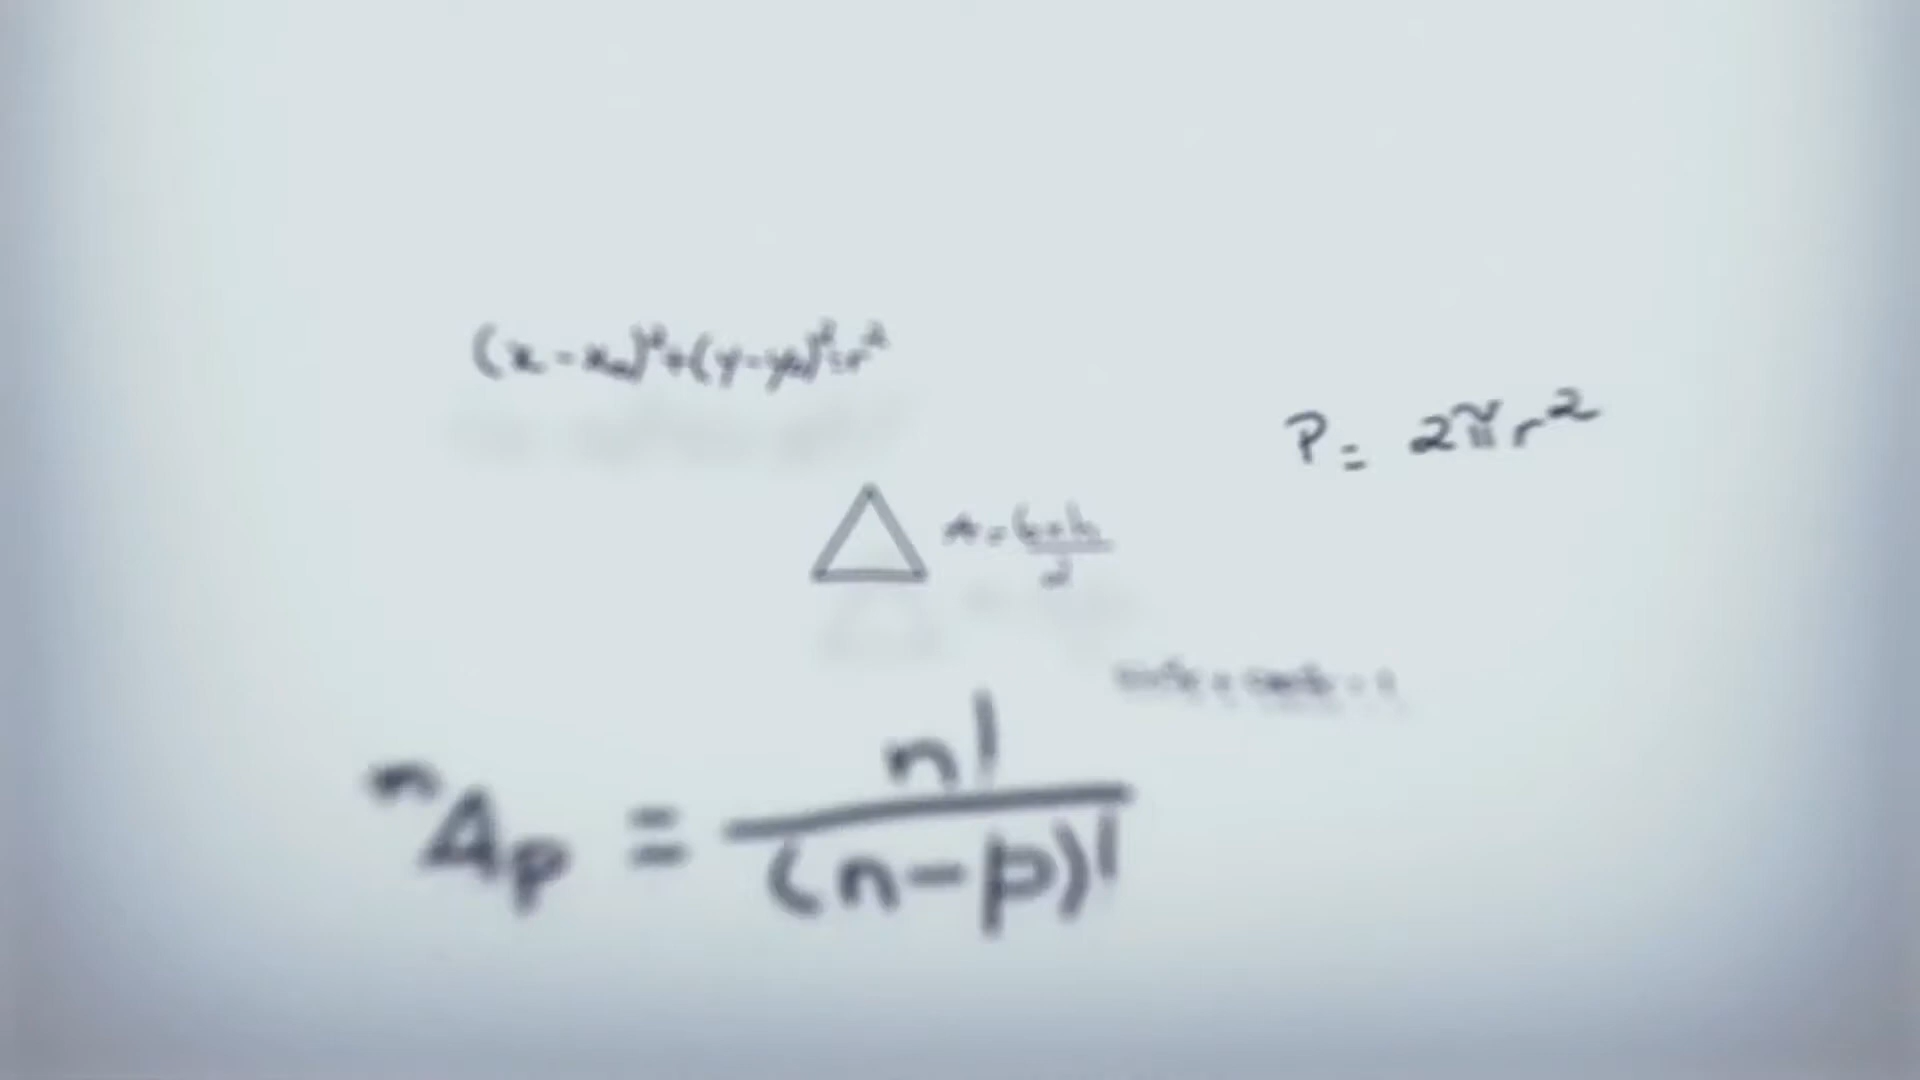 (x-x₀)²+(y-y₀)²=r²
P = 2πr²
A = b×h / 2
ⁿAₚ = n! / (n-p)!